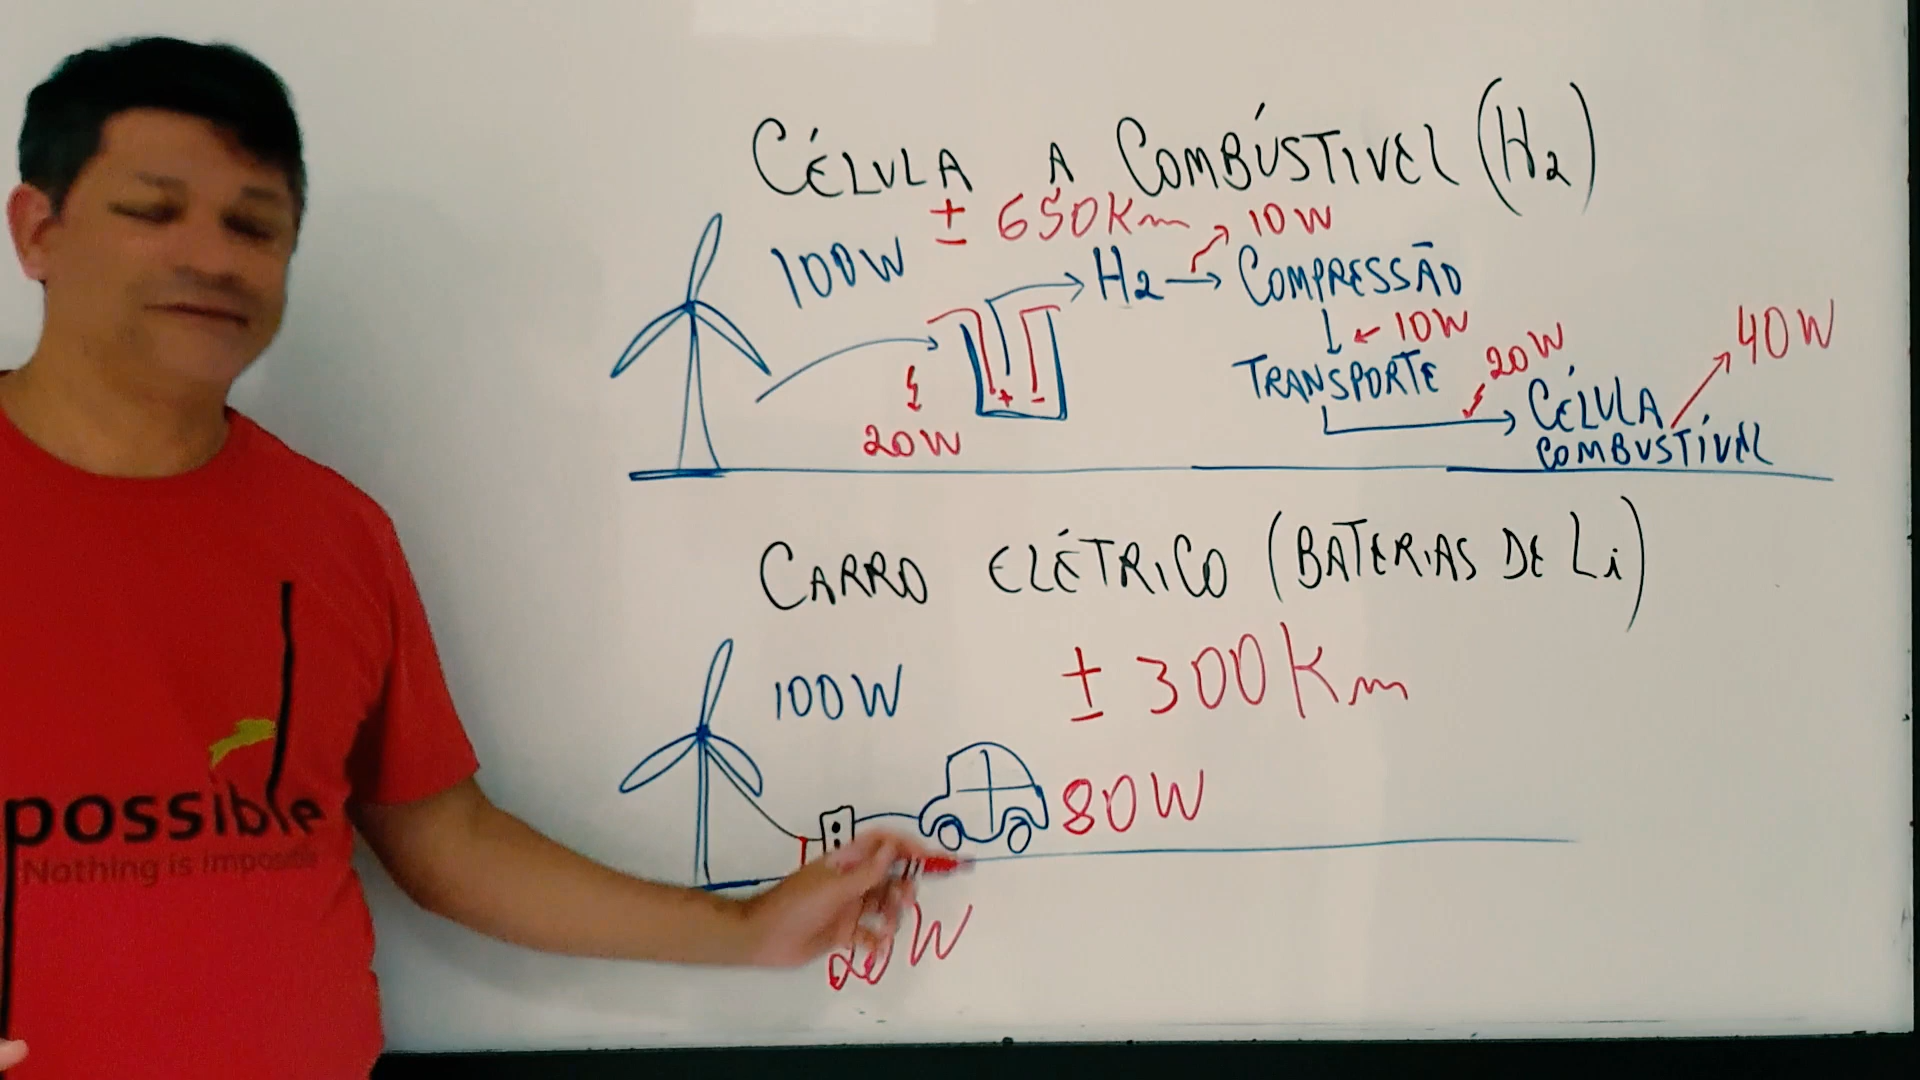 CÉLULA A COMBÚSTIVEL (H2)
± 650Km
10W
100W
H2 → COMPRESSÃO
← 10W
20W
40W
TRANSPORTE
+ -
20W
CÉLULA
COMBUSTÍVEL
CARRO ELÉTRICO (BATERIAS DE Li)
100W
± 300Km
80W
20W
possible
Nothing is impossible